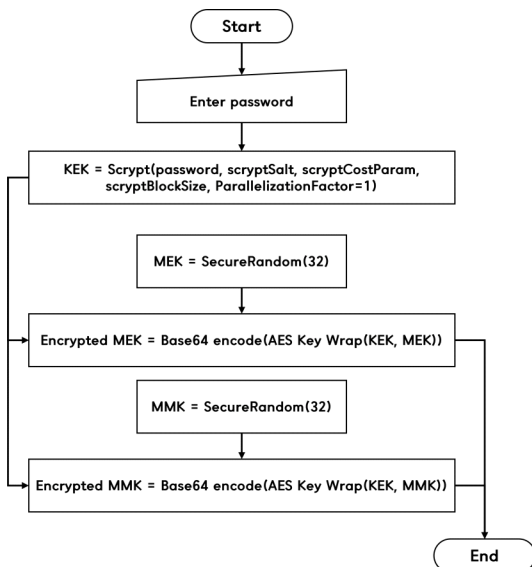 Start
Enter password
KEK = Scrypt(password, scryptSalt, scryptCostParam,
scryptBlockSize, ParallelizationFactor=1)
MEK = SecureRandom(32)
Encrypted MEK = Base64 encode(AES Key Wrap(KEK, MEK))
MMK = SecureRandom(32)
Encrypted MMK = Base64 encode(AES Key Wrap(KEK, MMK))
End